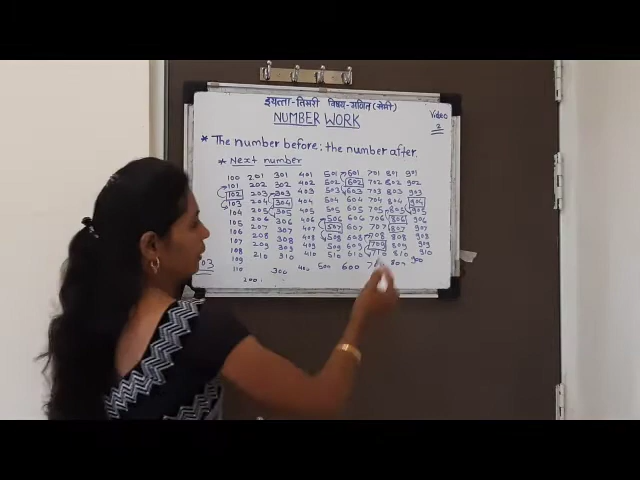 इयत्ता-तिसरी विषय-गणित (सेमी)
NUMBER WORK
Video
2
* The number before; the number after.
* Next number
100 201 301 401 501 601 701 801 901
101 202 302 402 502 602 702 802 902
102 203 303 403 503 603 703 803 903
103 204 304 404 504 604 704 804 904
104 205 305 405 505 605 705 805 905
105 206 306 406 506 606 706 806 906
106 207 307 407 507 607 707 807 907
107 208 308 408 508 608 708 808 908
108 209 309 409 509 609 709 809 909
109 210 310 410 510 610 710 810 910
110 200 300 400 500 600 800 900
03